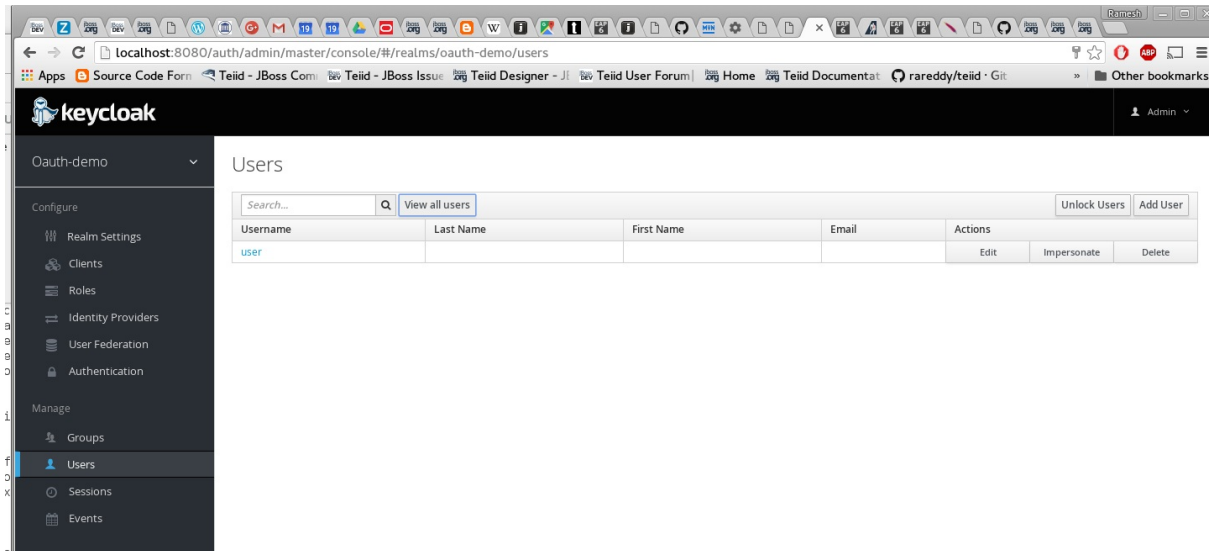 Ramesh
localhost:8080/auth/admin/master/console/#/realms/oauth-demo/users
Apps Source Code Forn Teiid - JBoss Com Teiid - JBoss Issue Teiid Designer - J Teiid User Forum Home Teiid Documentat rareddy/teiid · Git » Other bookmarks
keycloak
Admin
Oauth-demo
Users
Configure
Search... View all users Unlock Users Add User
Username Last Name First Name Email Actions
user Edit Impersonate Delete
Realm Settings
Clients
Roles
Identity Providers
User Federation
Authentication
Manage
Groups
Users
Sessions
Events